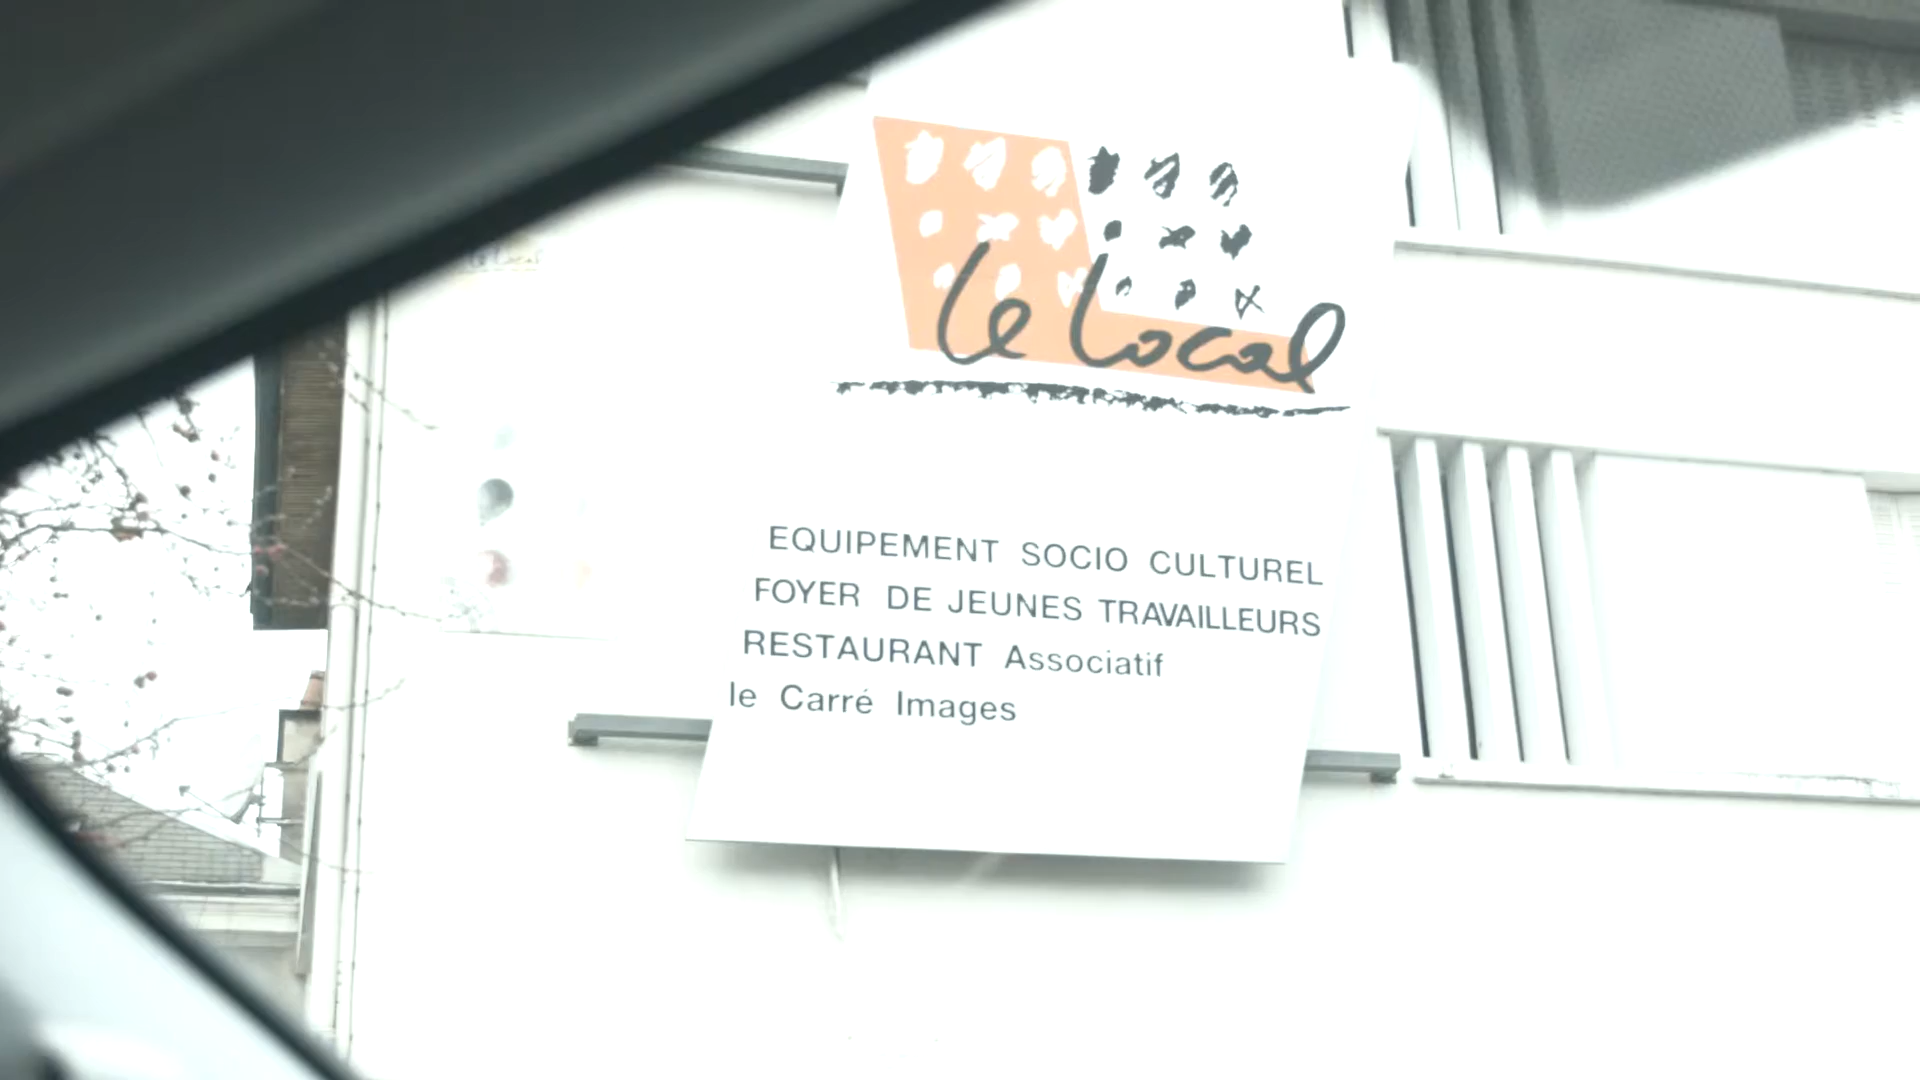 le local
EQUIPEMENT SOCIO CULTUREL
FOYER DE JEUNES TRAVAILLEURS
RESTAURANT Associatif
le Carré Images